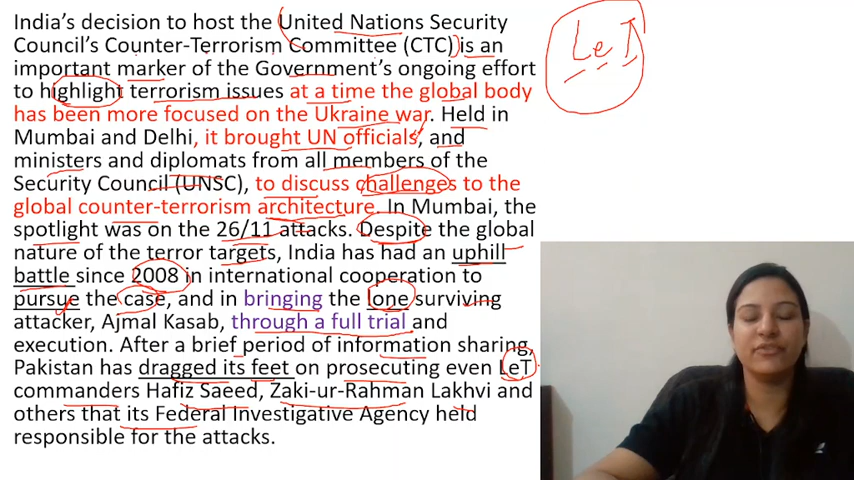 India's decision to host the United Nations Security
Council's Counter-Terrorism Committee (CTC) is an
important marker of the Government's ongoing effort
to highlight terrorism issues at a time the global body
has been more focused on the Ukraine war. Held in
Mumbai and Delhi, it brought UN officials, and
ministers and diplomats from all members of the
Security Council (UNSC), to discuss challenges to the
global counter-terrorism architecture. In Mumbai, the
spotlight was on the 26/11 attacks. Despite the global
nature of the terror targets, India has had an uphill
battle since 2008 in international cooperation to
pursue the case, and in bringing the lone surviving
attacker, Ajmal Kasab, through a full trial and
execution. After a brief period of information sharing,
Pakistan has dragged its feet on prosecuting even LeT
commanders Hafiz Saeed, Zaki-ur-Rahman Lakhvi and
others that its Federal Investigative Agency held
responsible for the attacks.
LeT